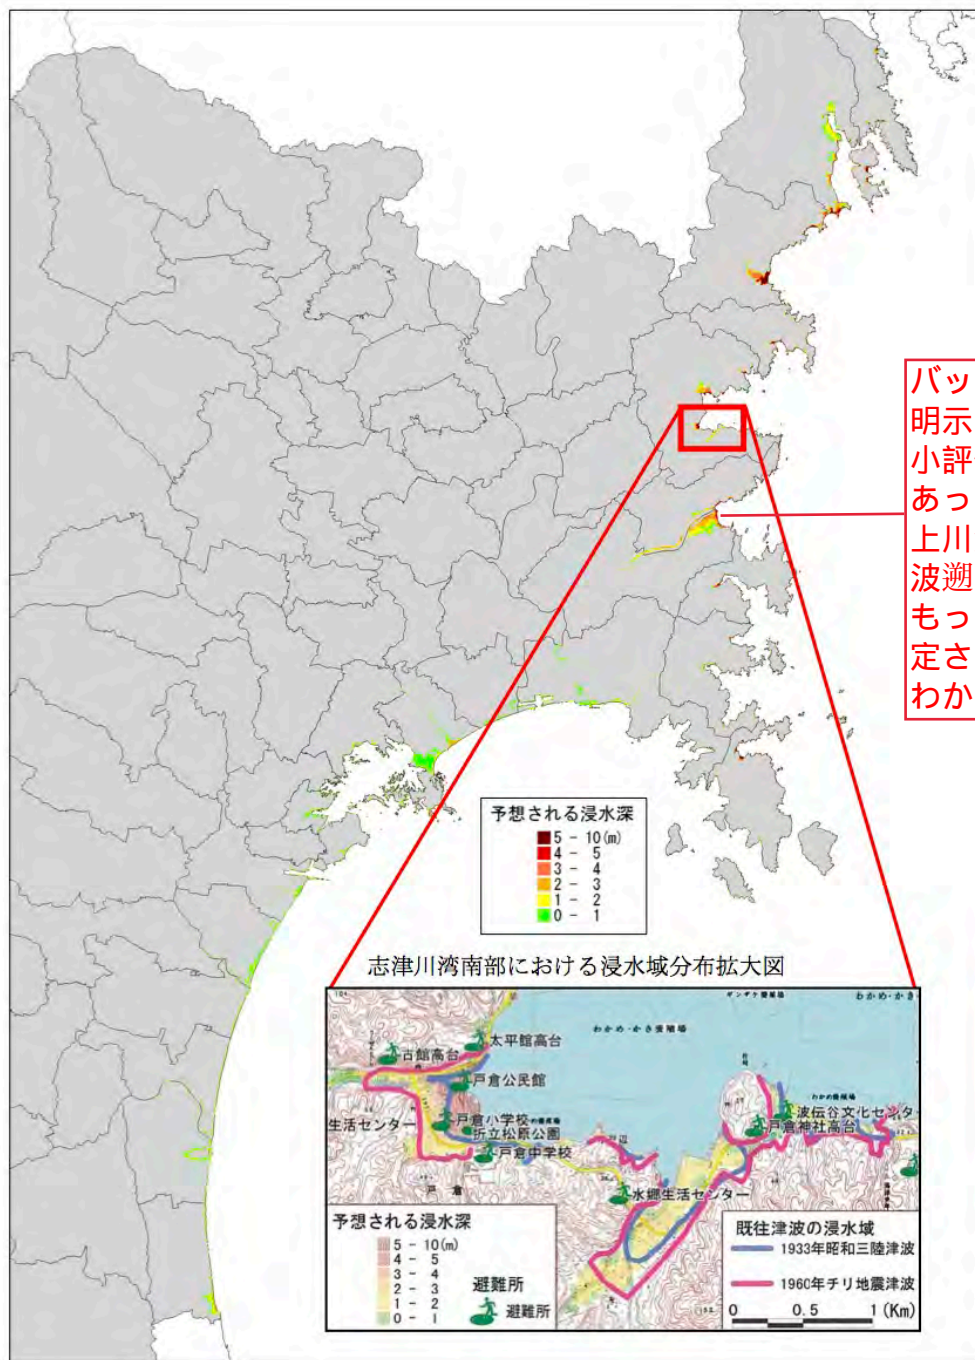 バッ
明示
小評
あっ
上川
波遡
もっ
定さ
わか
予想される浸水深
5 - 10(m)
4 - 5
3 - 4
2 - 3
1 - 2
0 - 1
志津川湾南部における浸水域分布拡大図
ギンザケ養殖場
わかめ・かき
わかめ・かき養殖場
太平館高台
古館高台
戸倉公民館
戸倉小学校
折立松原公園
生活センター
戸倉中学校
戸倉
水郷生活センター
波伝谷文化センタ
戸倉神社高台
予想される浸水深
5 - 10(m)
4 - 5
3 - 4
2 - 3
1 - 2
0 - 1
避難所
避難所
既往津波の浸水域
1933年昭和三陸津波
1960年チリ地震津波
0 0.5 1 (Km)